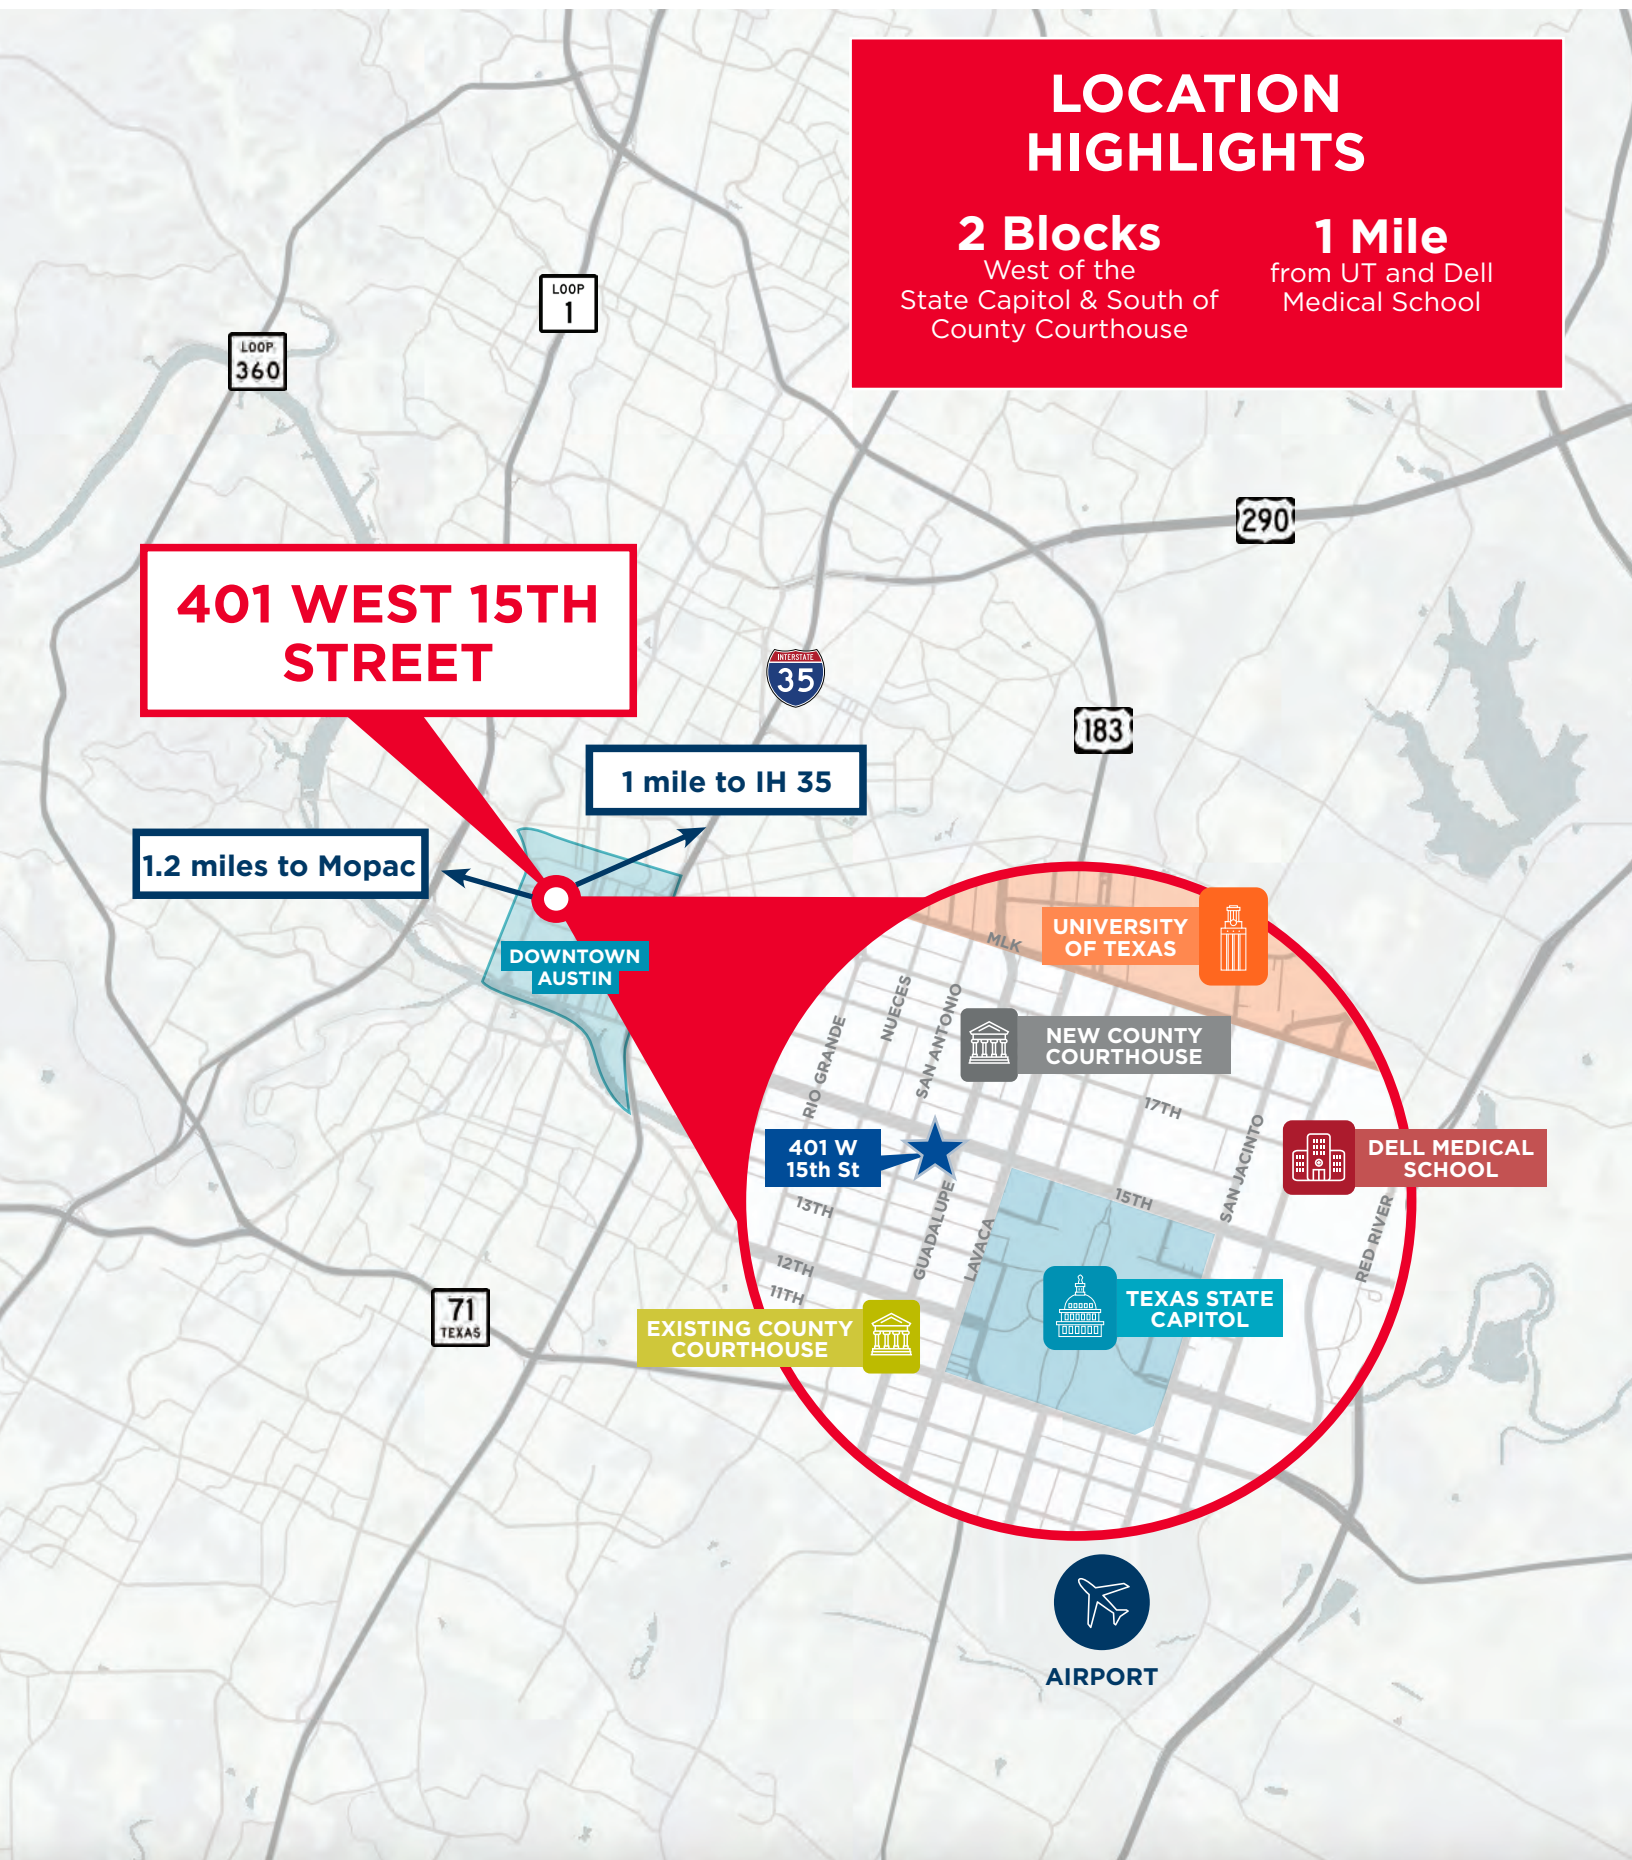 LOCATION
HIGHLIGHTS
2 Blocks
West of the
State Capitol & South of
County Courthouse
1 Mile
from UT and Dell
Medical School
LOOP
1
LOOP
360
290
401 WEST 15TH
STREET
INTERSTATE
35
183
1 mile to IH 35
1.2 miles to Mopac
DOWNTOWN
AUSTIN
UNIVERSITY
OF TEXAS
MLK
NUECES
SAN ANTONIO
RIO GRANDE
NEW COUNTY
COURTHOUSE
17TH
SAN JACINTO
401 W
15th St
DELL MEDICAL
SCHOOL
15TH
13TH
GUADALUPE
LAVACA
RED RIVER
12TH
11TH
TEXAS STATE
CAPITOL
EXISTING COUNTY
COURTHOUSE
71
TEXAS
AIRPORT